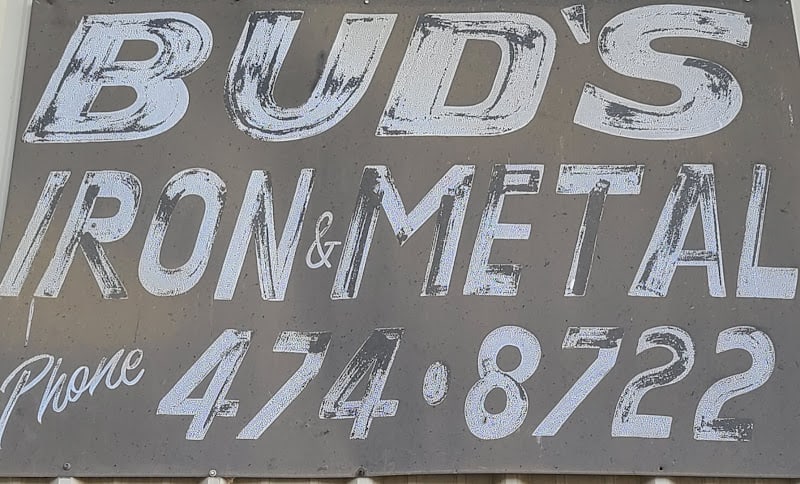 BUD'S
IRON & METAL
Phone 474·8722